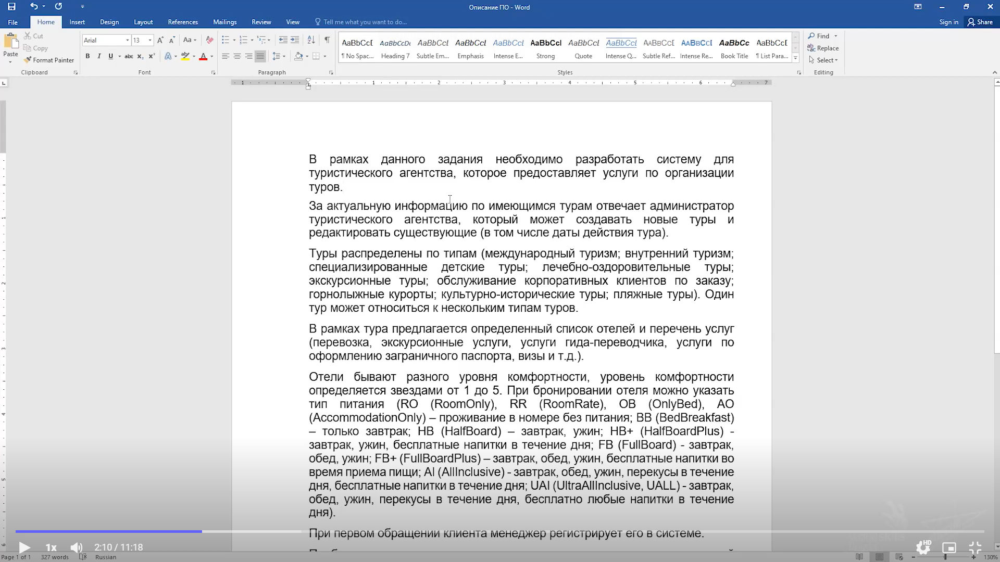 Описание ПО - Word
File Home Insert Design Layout References Mailings Review View Tell me what you want to do... Sign in Share
Paste Cut Copy Format Painter Clipboard
Arial 13 Font
Paragraph
AaBbCcI AaBbCcDc AaBbCcI AaBbCcI AaBbCcI AaBbCcI AaBbCcI AaBbCcI AaBbCcI AaBbCcI AaBbCc AaBbCcI
¶ No Spac... Heading 7 Subtle Em... Emphasis Intense E... Strong Quote Intense Q... Subtle Ref... Intense Re... Book Title ¶ List Para...
Styles
Find Replace Select Editing
1 1 2 3 4 5 6 7
В рамках данного задания необходимо разработать систему для
туристического агентства, которое предоставляет услуги по организации
туров.
За актуальную информацию по имеющимся турам отвечает администратор
туристического агентства, который может создавать новые туры и
редактировать существующие (в том числе даты действия тура).
Туры распределены по типам (международный туризм; внутренний туризм;
специализированные детские туры; лечебно-оздоровительные туры;
экскурсионные туры; обслуживание корпоративных клиентов по заказу;
горнолыжные курорты; культурно-исторические туры; пляжные туры). Один
тур может относиться к нескольким типам туров.
В рамках тура предлагается определенный список отелей и перечень услуг
(перевозка, экскурсионные услуги, услуги гида-переводчика, услуги по
оформлению заграничного паспорта, визы и т.д.).
Отели бывают разного уровня комфортности, уровень комфортности
определяется звездами от 1 до 5. При бронировании отеля можно указать
тип питания (RO (RoomOnly), RR (RoomRate), OB (OnlyBed), AO
(AccommodationOnly) – проживание в номере без питания; BB (BedBreakfast)
– только завтрак; HB (HalfBoard) – завтрак, ужин; HB+ (HalfBoardPlus) -
завтрак, ужин, бесплатные напитки в течение дня; FB (FullBoard) - завтрак,
обед, ужин; FB+ (FullBoardPlus) – завтрак, обед, ужин, бесплатные напитки во
время приема пищи; AI (AllInclusive) - завтрак, обед, ужин, перекусы в течение
дня, бесплатные напитки в течение дня; UAI (UltraAllInclusive, UALL) - завтрак,
обед, ужин, перекусы в течение дня, бесплатно любые напитки в течение
дня).
При первом обращении клиента менеджер регистрирует его в системе.
1x 2:10 / 11:18 HD
Page 1 of 1 327 words Russian 130%